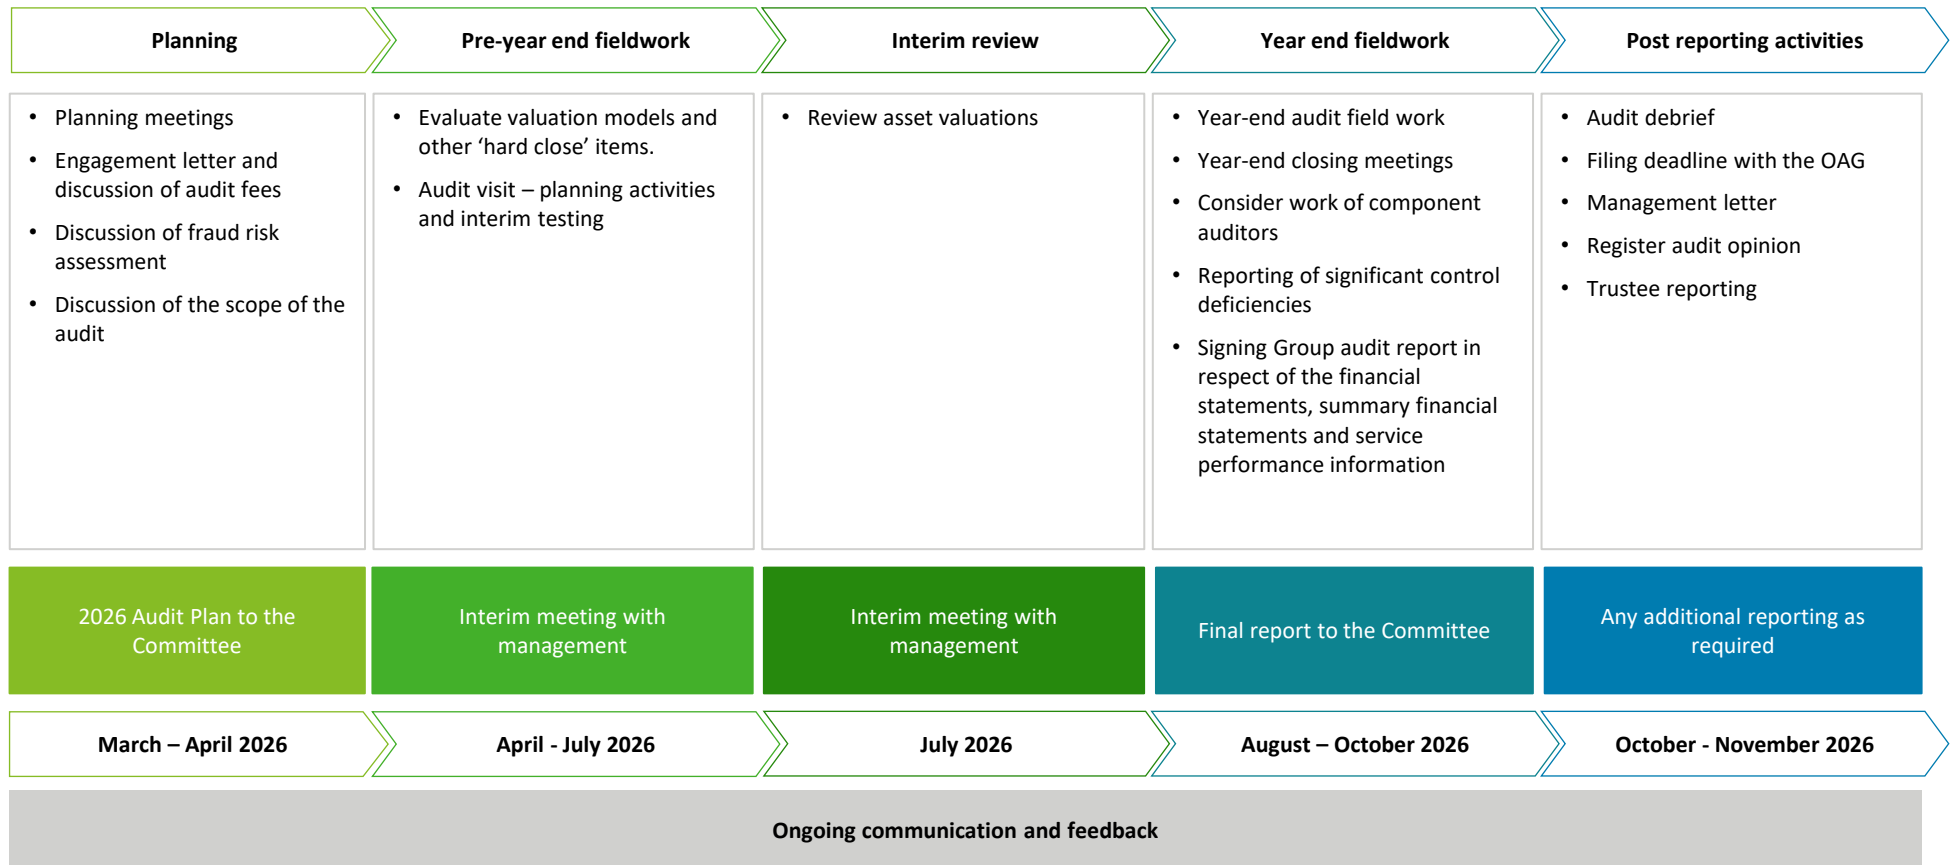 Planning
Pre-year end fieldwork
Interim review
Year end fieldwork
Post reporting activities
• Planning meetings
• Engagement letter and
discussion of audit fees
• Discussion of fraud risk
assessment
• Discussion of the scope of the
audit
• Evaluate valuation models and
other ‘hard close’ items.
• Audit visit – planning activities
and interim testing
• Review asset valuations
• Year-end audit field work
• Year-end closing meetings
• Consider work of component
auditors
• Reporting of significant control
deficiencies
• Signing Group audit report in
respect of the financial
statements, summary financial
statements and service
performance information
• Audit debrief
• Filing deadline with the OAG
• Management letter
• Register audit opinion
• Trustee reporting
2026 Audit Plan to the
Committee
Interim meeting with
management
Interim meeting with
management
Final report to the Committee
Any additional reporting as
required
March – April 2026
April - July 2026
July 2026
August – October 2026
October - November 2026
Ongoing communication and feedback